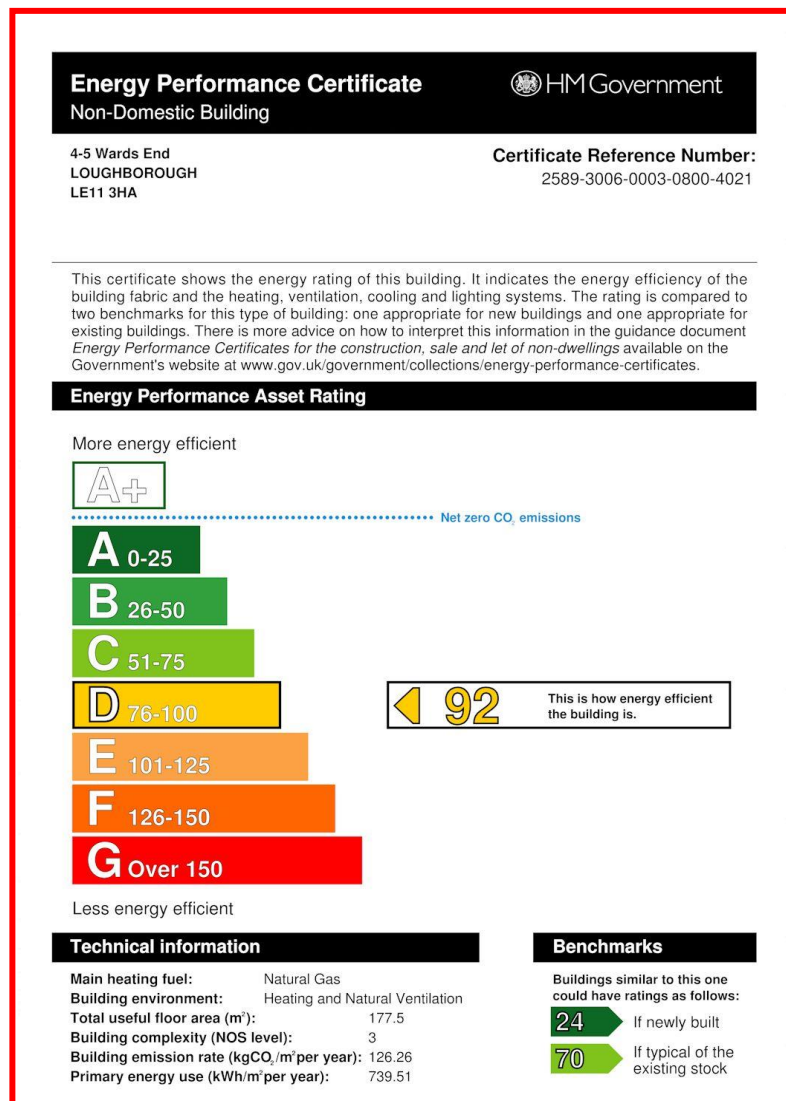 Energy Performance Certificate
HM Government
Non-Domestic Building
4-5 Wards End
LOUGHBOROUGH
LE11 3HA
Certificate Reference Number:
2589-3006-0003-0800-4021
This certificate shows the energy rating of this building. It indicates the energy efficiency of the
building fabric and the heating, ventilation, cooling and lighting systems. The rating is compared to
two benchmarks for this type of building: one appropriate for new buildings and one appropriate for
existing buildings. There is more advice on how to interpret this information in the guidance document
Energy Performance Certificates for the construction, sale and let of non-dwellings available on the
Government's website at www.gov.uk/government/collections/energy-performance-certificates.
Energy Performance Asset Rating
More energy efficient
A+
Net zero CO₂ emissions
A 0-25
B 26-50
C 51-75
D 76-100
92
This is how energy efficient
the building is.
E 101-125
F 126-150
G Over 150
Less energy efficient
Technical information
Main heating fuel: Natural Gas
Building environment: Heating and Natural Ventilation
Total useful floor area (m²): 177.5
Building complexity (NOS level): 3
Building emission rate (kgCO₂/m²per year): 126.26
Primary energy use (kWh/m²per year): 739.51
Benchmarks
Buildings similar to this one
could have ratings as follows:
24 If newly built
70 If typical of the
existing stock